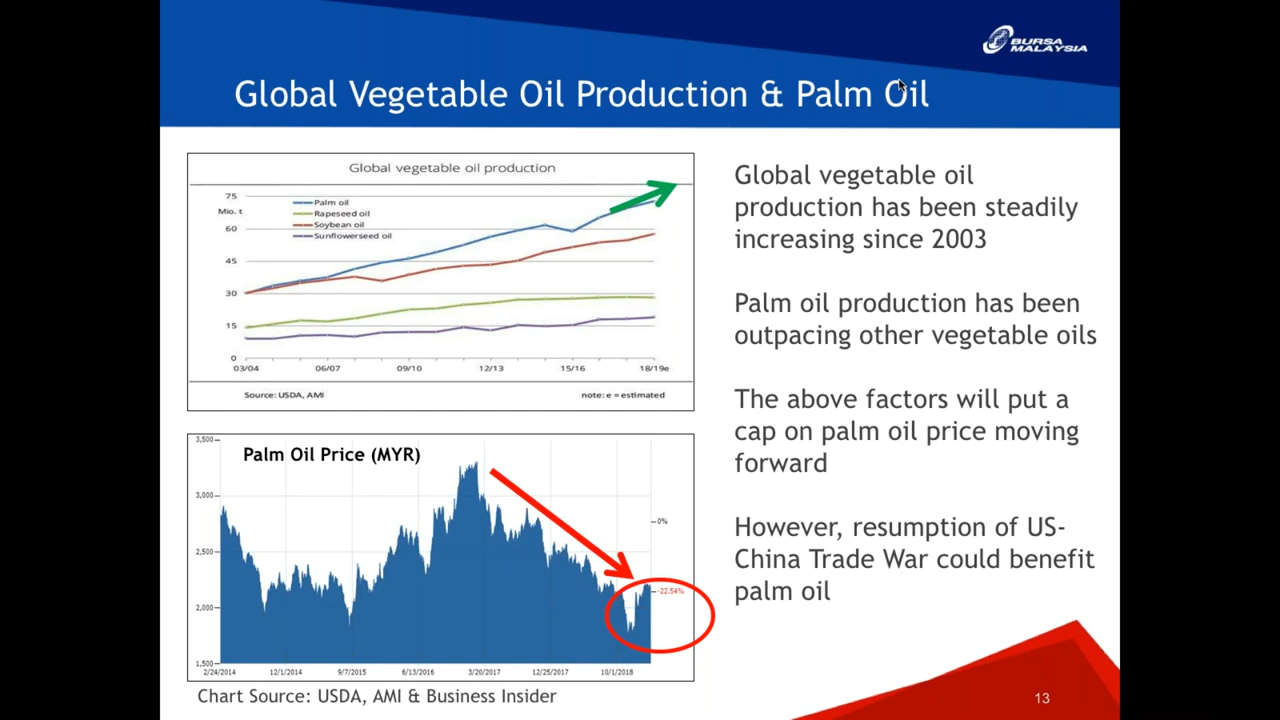 BURSA
MALAYSIA
Global Vegetable Oil Production & Palm Oil
Global vegetable oil production
75
Mio. t
60
45
30
15
0
Palm oil
Rapeseed oil
Soybean oil
Sunflowerseed oil
03/04 06/07 09/10 12/13 15/16 18/19e
Source: USDA, AMI note: e = estimated
Palm Oil Price (MYR)
3,500
3,000
2,500
2,000
1,500
0%
-22.54%
2/24/2014 12/1/2014 9/7/2015 6/13/2016 3/20/2017 12/25/2017 10/1/2018
Chart Source: USDA, AMI & Business Insider
Global vegetable oil
production has been steadily
increasing since 2003
Palm oil production has been
outpacing other vegetable oils
The above factors will put a
cap on palm oil price moving
forward
However, resumption of US-
China Trade War could benefit
palm oil
13